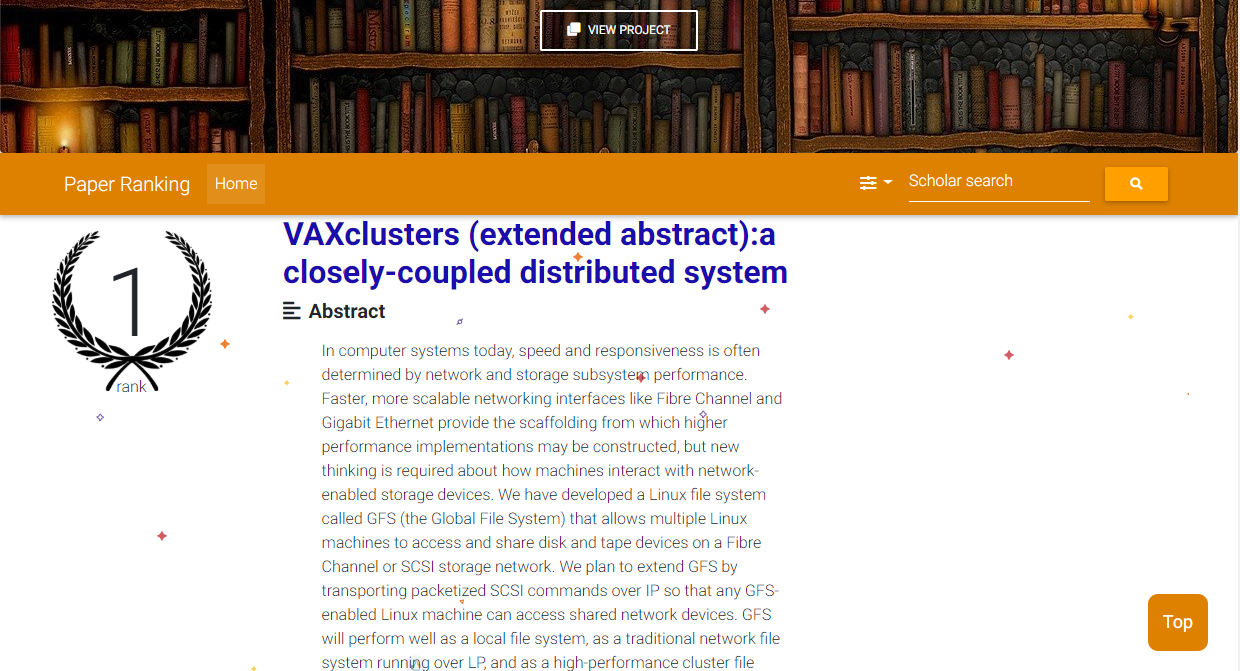 VIEW PROJECT
Paper Ranking Home Scholar search
1
rank
VAXclusters (extended abstract):a
closely-coupled distributed system
Abstract
In computer systems today, speed and responsiveness is often
determined by network and storage subsystem performance.
Faster, more scalable networking interfaces like Fibre Channel and
Gigabit Ethernet provide the scaffolding from which higher
performance implementations may be constructed, but new
thinking is required about how machines interact with network-
enabled storage devices. We have developed a Linux file system
called GFS (the Global File System) that allows multiple Linux
machines to access and share disk and tape devices on a Fibre
Channel or SCSI storage network. We plan to extend GFS by
transporting packetized SCSI commands over IP so that any GFS-
enabled Linux machine can access shared network devices. GFS
will perform well as a local file system, as a traditional network file
system running over LP, and as a high-performance cluster file
Top